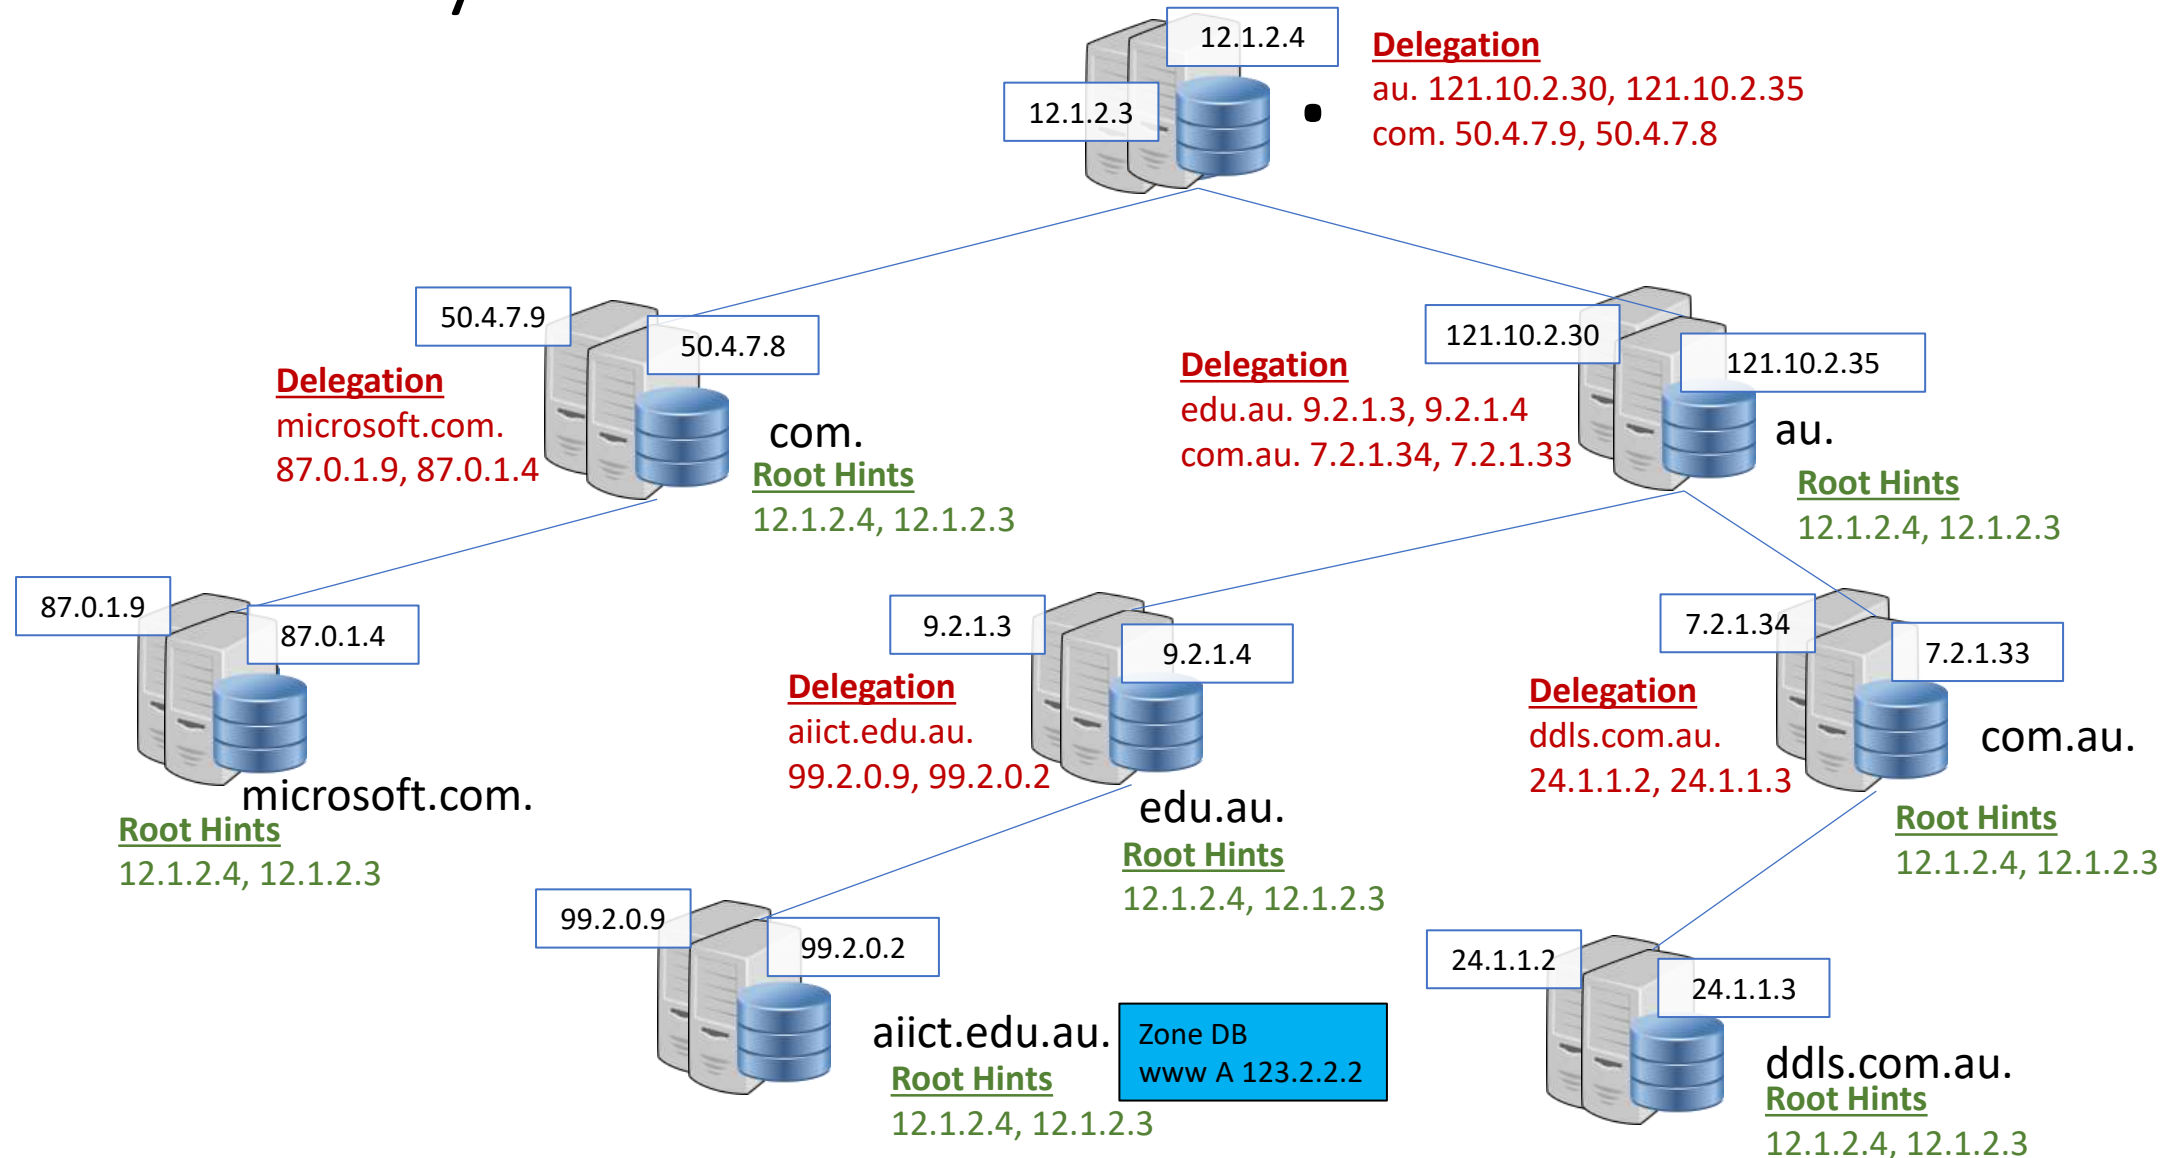 12.1.2.4
12.1.2.3
.
Delegation
au. 121.10.2.30, 121.10.2.35
com. 50.4.7.9, 50.4.7.8
50.4.7.9
50.4.7.8
Delegation
microsoft.com.
87.0.1.9, 87.0.1.4
com.
Root Hints
12.1.2.4, 12.1.2.3
121.10.2.30
121.10.2.35
Delegation
edu.au. 9.2.1.3, 9.2.1.4
com.au. 7.2.1.34, 7.2.1.33
au.
Root Hints
12.1.2.4, 12.1.2.3
87.0.1.9
87.0.1.4
microsoft.com.
Root Hints
12.1.2.4, 12.1.2.3
9.2.1.3
9.2.1.4
Delegation
aiict.edu.au.
99.2.0.9, 99.2.0.2
edu.au.
Root Hints
12.1.2.4, 12.1.2.3
7.2.1.34
7.2.1.33
Delegation
ddls.com.au.
24.1.1.2, 24.1.1.3
com.au.
Root Hints
12.1.2.4, 12.1.2.3
99.2.0.9
99.2.0.2
aiict.edu.au.
Root Hints
12.1.2.4, 12.1.2.3
Zone DB
www A 123.2.2.2
24.1.1.2
24.1.1.3
ddls.com.au.
Root Hints
12.1.2.4, 12.1.2.3